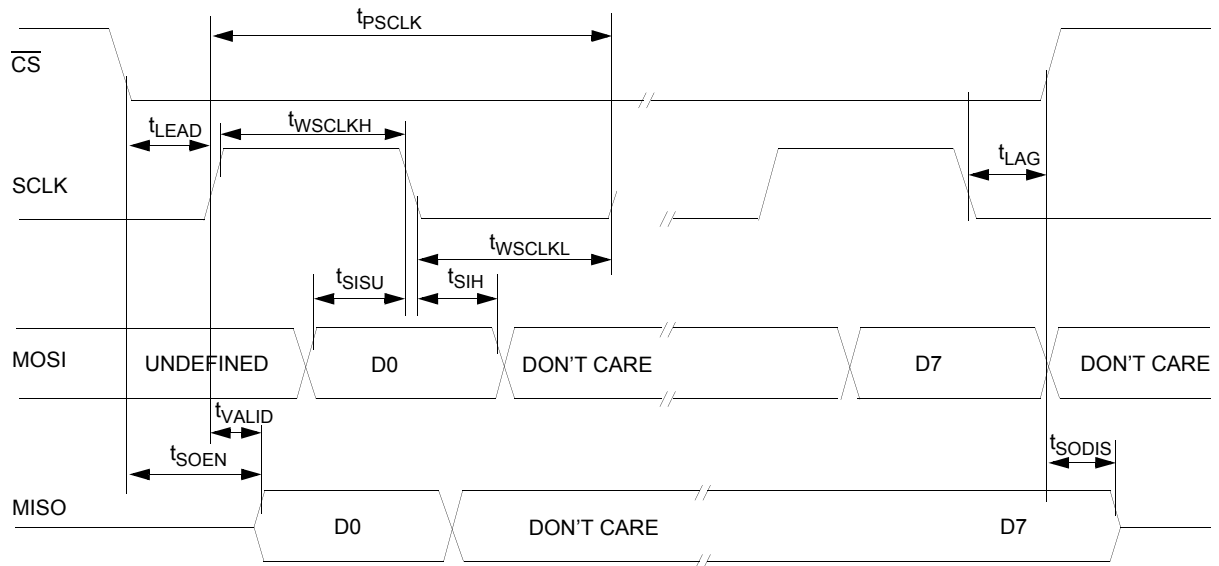 tPSCLK
CS
tLEAD
tWSCLKH
tLAG
SCLK
tWSCLKL
tSISU
tSIH
MOSI
UNDEFINED
D0
DON'T CARE
D7
DON'T CARE
tVALID
tSOEN
tSODIS
MISO
D0
DON'T CARE
D7